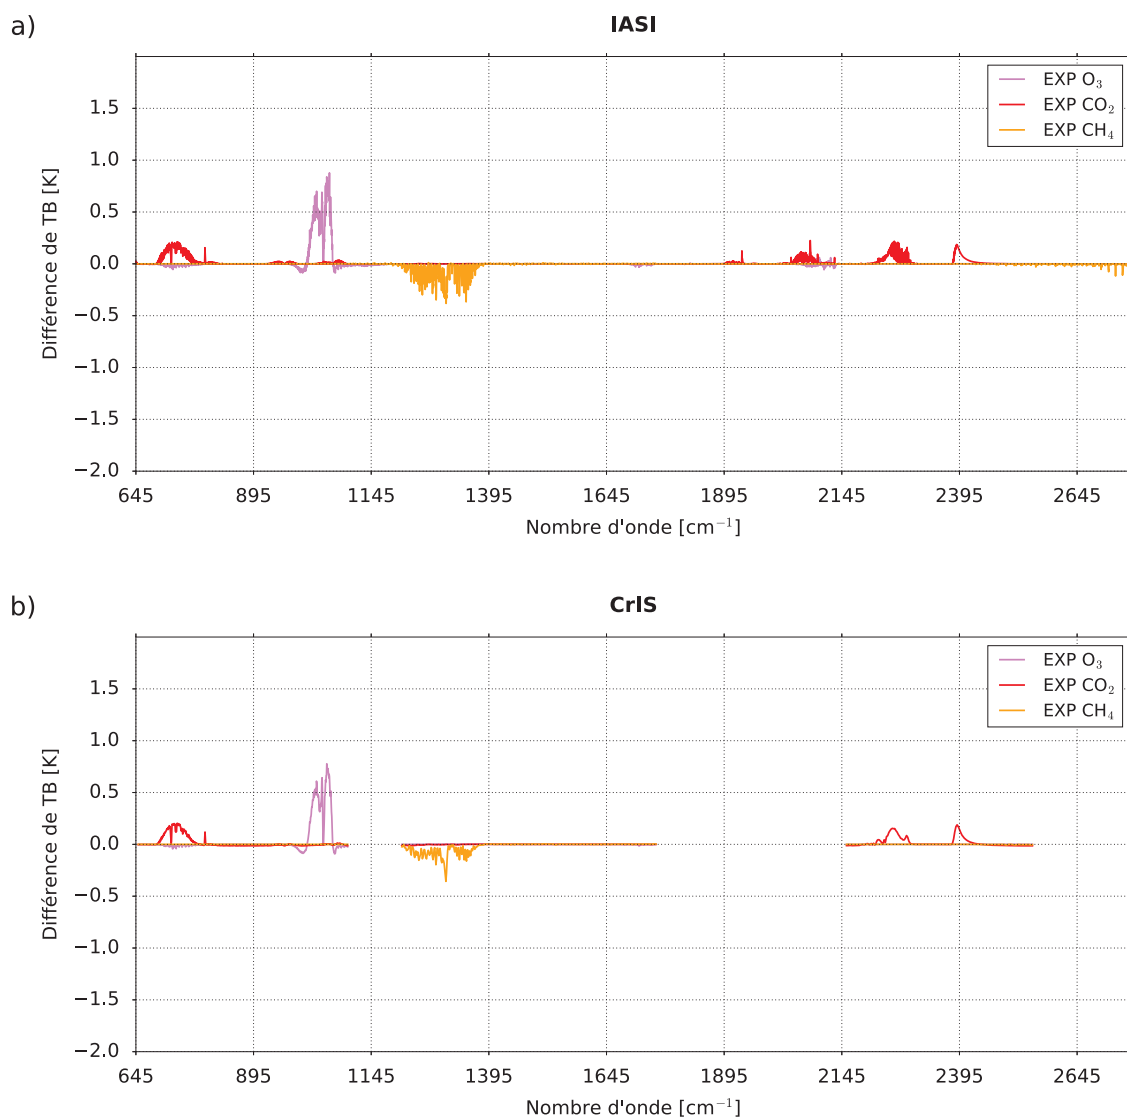 a)
IASI
EXP O₃
EXP CO₂
EXP CH₄
Différence de TB [K]
1.5
1.0
0.5
0.0
−0.5
−1.0
−1.5
−2.0
645 895 1145 1395 1645 1895 2145 2395 2645
Nombre d'onde [cm⁻¹]
b)
CrIS
EXP O₃
EXP CO₂
EXP CH₄
Différence de TB [K]
1.5
1.0
0.5
0.0
−0.5
−1.0
−1.5
−2.0
645 895 1145 1395 1645 1895 2145 2395 2645
Nombre d'onde [cm⁻¹]